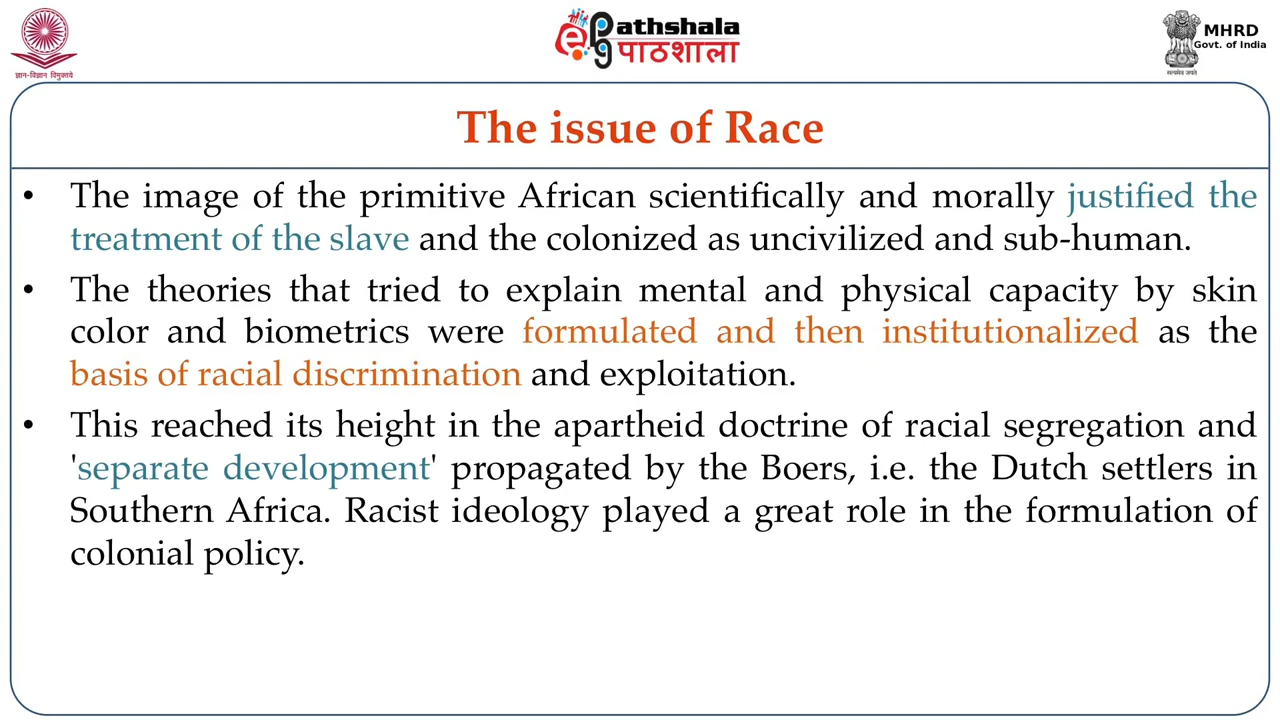 ज्ञान-विज्ञान विमुक्तये
ePG Pathshala
पाठशाला
MHRD
Govt. of India
सत्यमेव जयते
The issue of Race
• The image of the primitive African scientifically and morally justified the
treatment of the slave and the colonized as uncivilized and sub-human.
• The theories that tried to explain mental and physical capacity by skin
color and biometrics were formulated and then institutionalized as the
basis of racial discrimination and exploitation.
• This reached its height in the apartheid doctrine of racial segregation and
'separate development' propagated by the Boers, i.e. the Dutch settlers in
Southern Africa. Racist ideology played a great role in the formulation of
colonial policy.